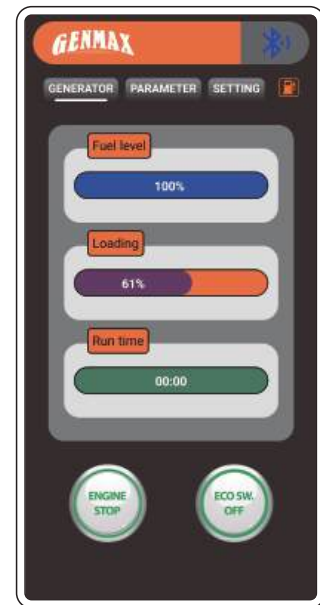 GENMAX
GENERATOR PARAMETER SETTING
Fuel level
100%
Loading
61%
Run time
00:00
ENGINE
STOP
ECO SW.
OFF